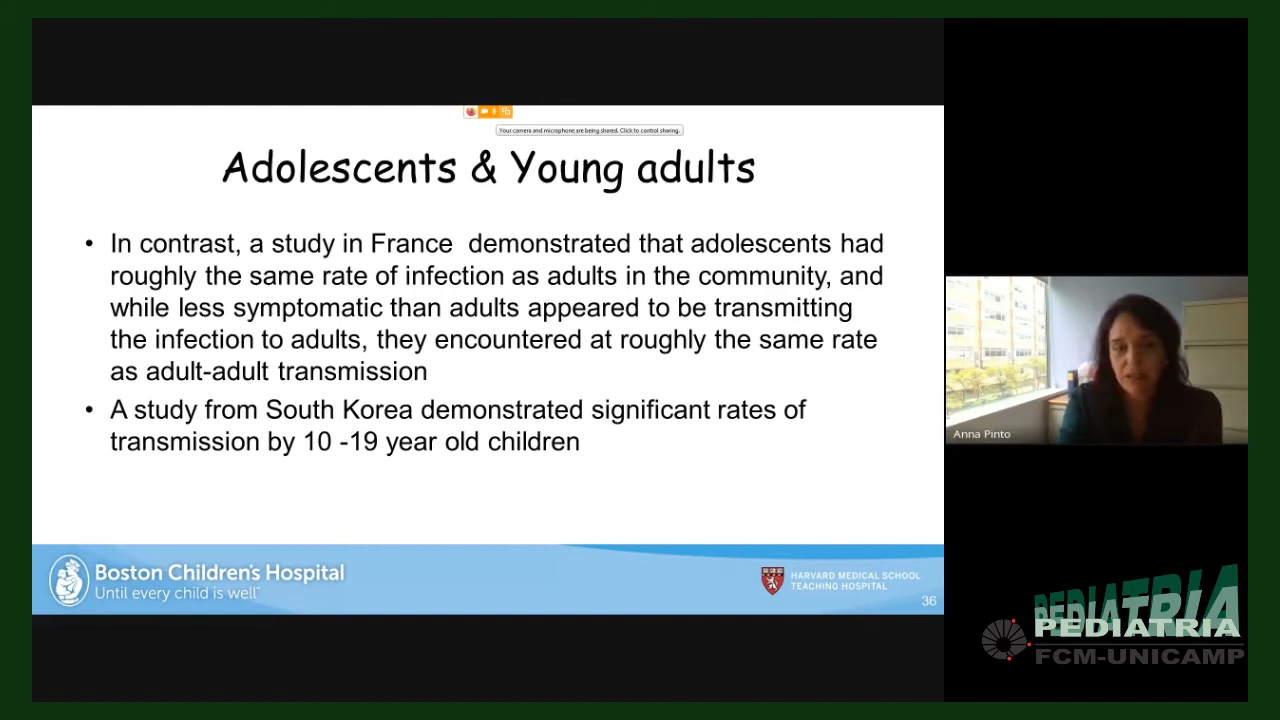 Your camera and microphone are being shared. Click to control sharing.
Adolescents & Young adults
• In contrast, a study in France demonstrated that adolescents had
roughly the same rate of infection as adults in the community, and
while less symptomatic than adults appeared to be transmitting
the infection to adults, they encountered at roughly the same rate
as adult-adult transmission
• A study from South Korea demonstrated significant rates of
transmission by 10 -19 year old children
Boston Children's Hospital
Until every child is well™
HARVARD MEDICAL SCHOOL
TEACHING HOSPITAL
36
Anna Pinto
PEDIATRIA
PEDIATRIA
FCM-UNICAMP